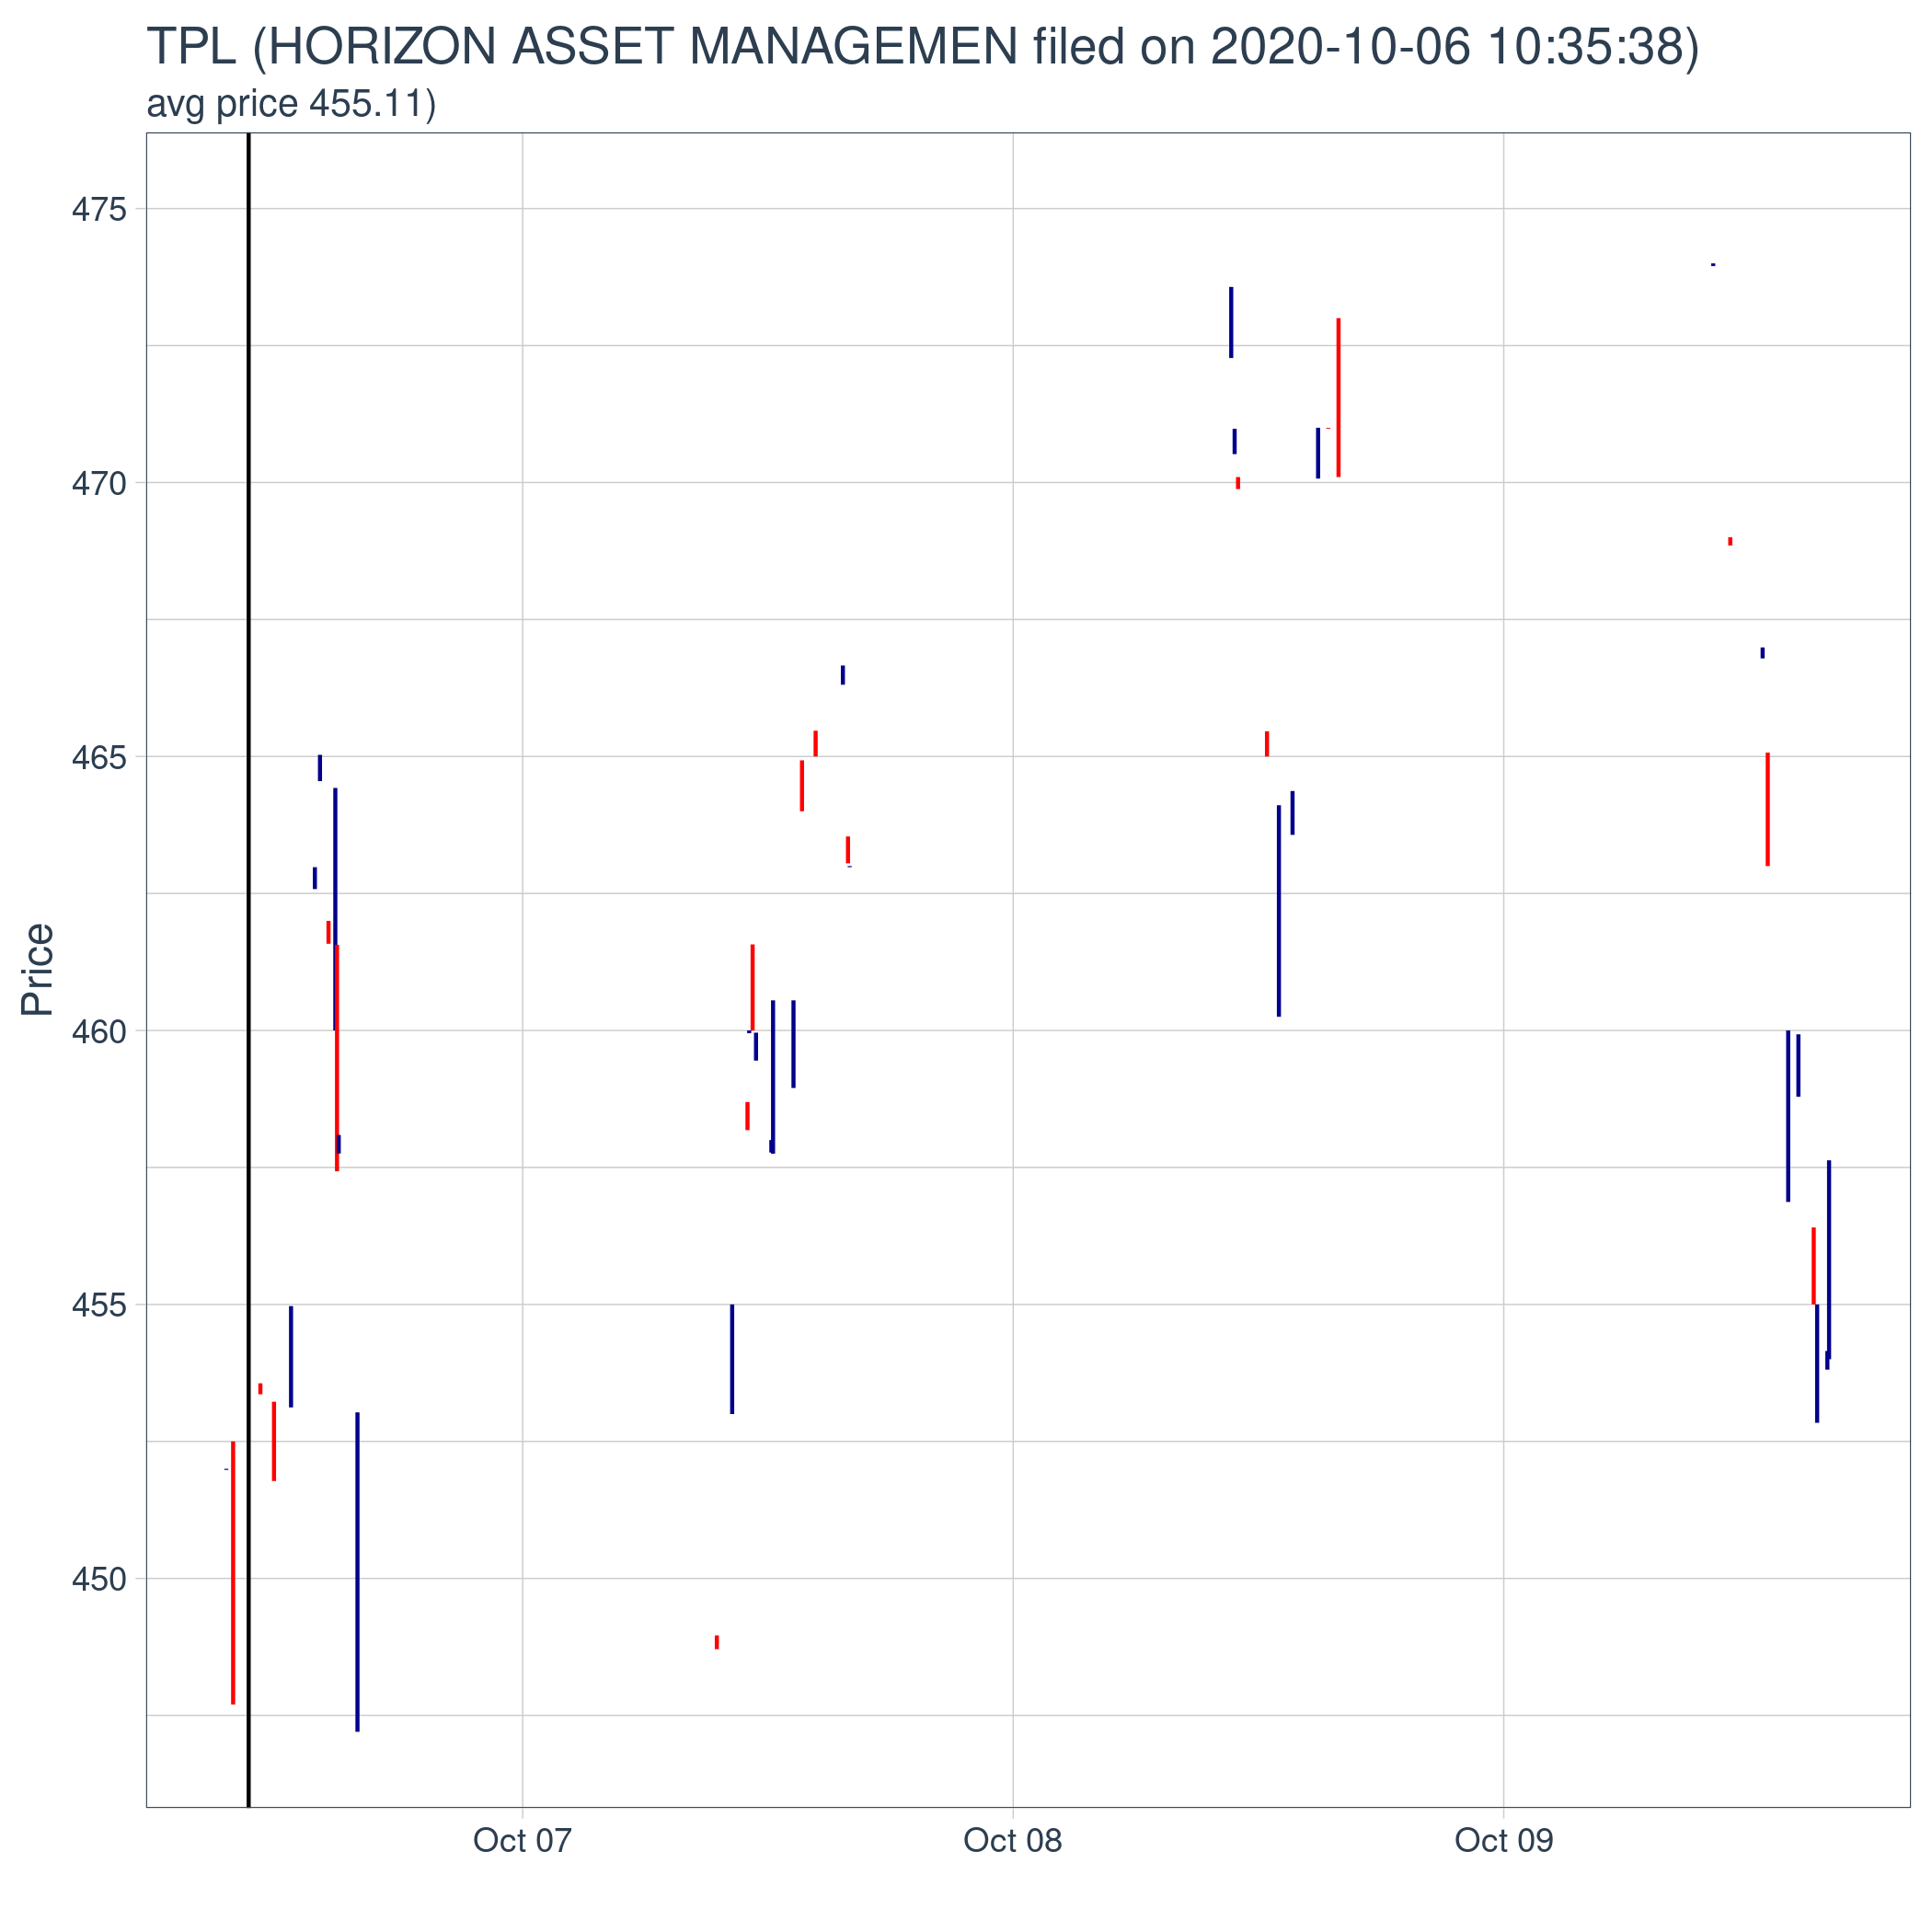 TPL (HORIZON ASSET MANAGEMEN filed on 2020-10-06 10:35:38)
avg price 455.11)
475
470
465
460
455
450
Price
Oct 07 Oct 08 Oct 09